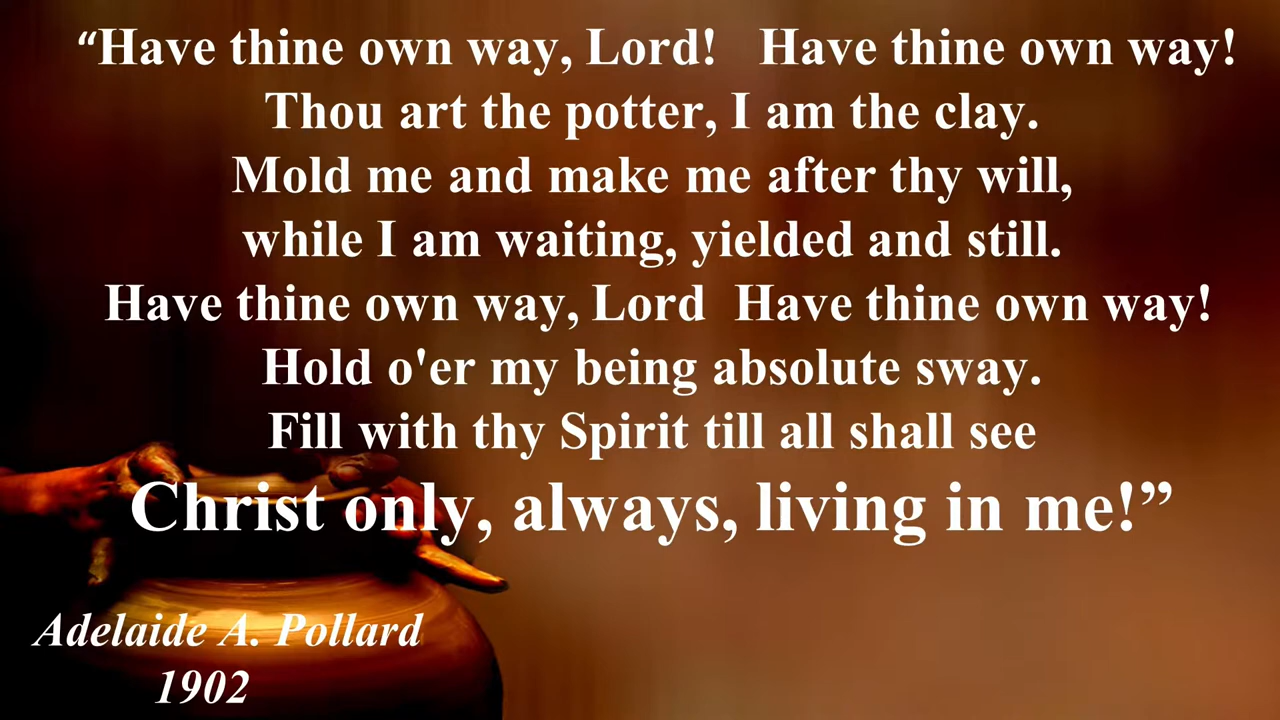 “Have thine own way, Lord!   Have thine own way!
Thou art the potter, I am the clay.
Mold me and make me after thy will,
while I am waiting, yielded and still.
Have thine own way, Lord  Have thine own way!
Hold o'er my being absolute sway.
Fill with thy Spirit till all shall see
Christ only, always, living in me!”
Adelaide A. Pollard
1902